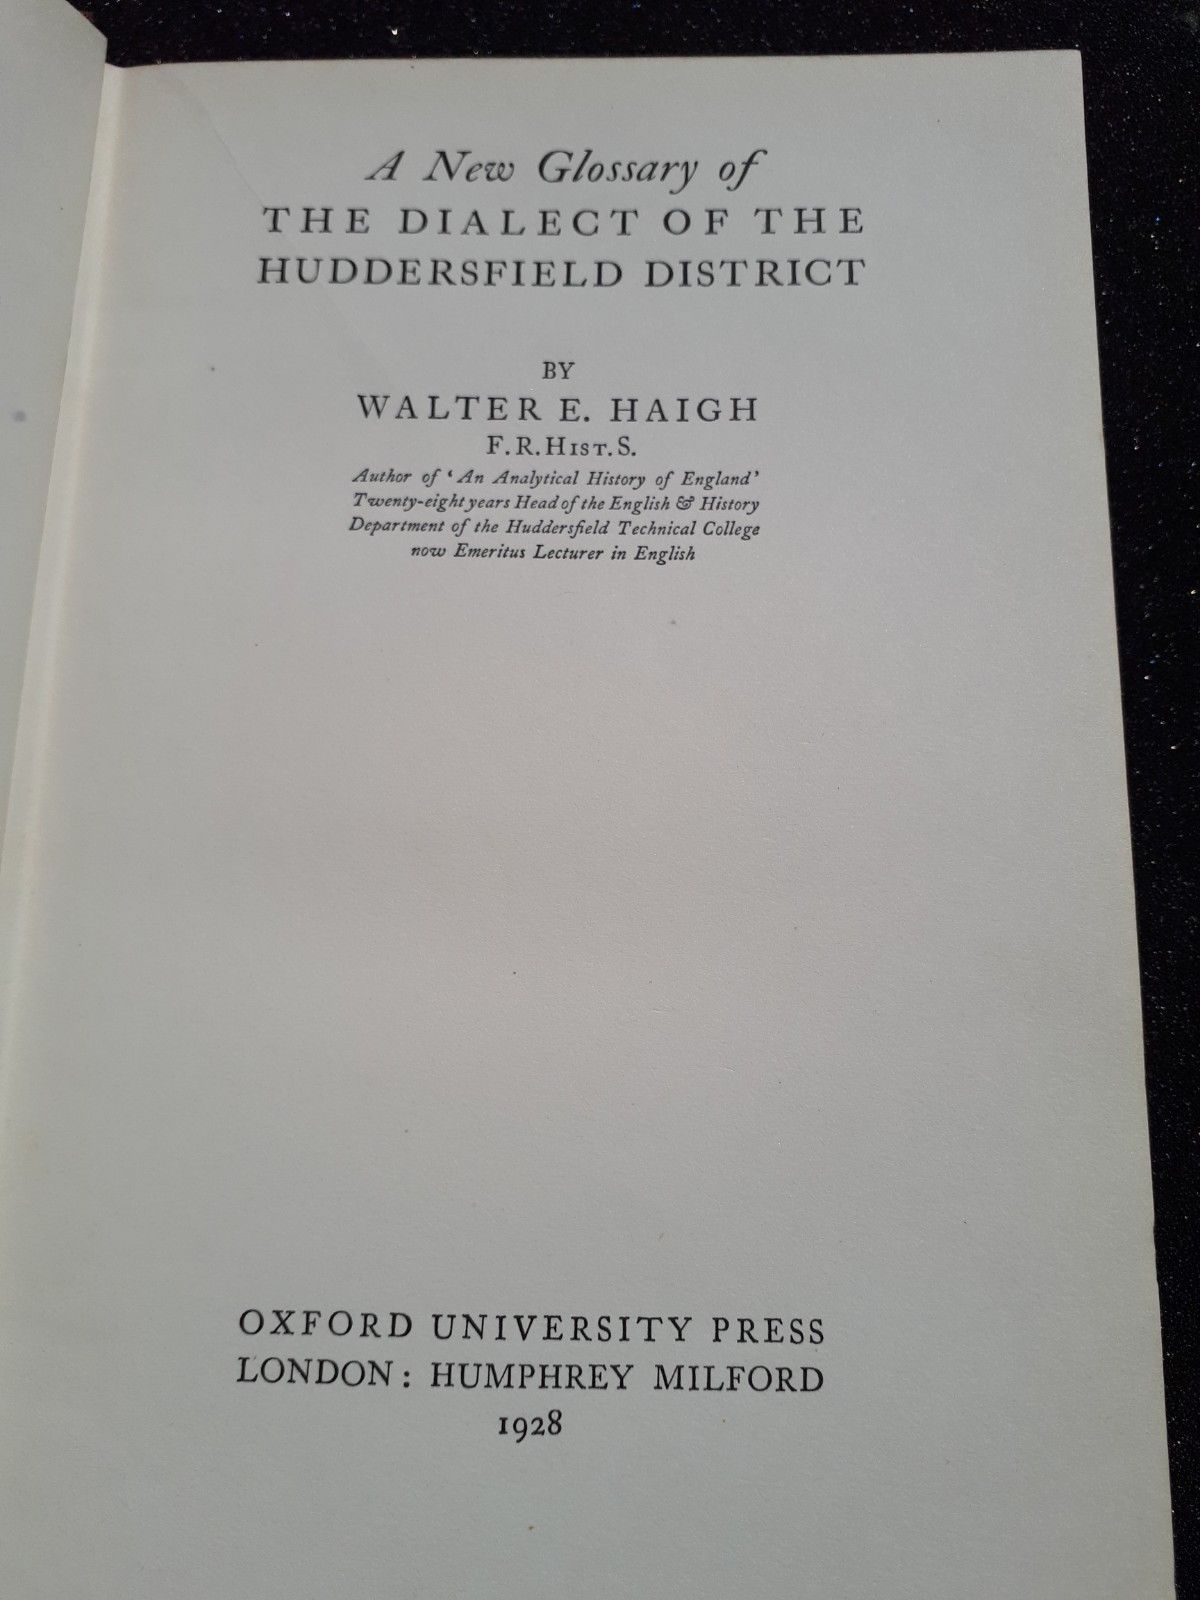 A New Glossary of
THE DIALECT OF THE
HUDDERSFIELD DISTRICT
BY
WALTER E. HAIGH
F.R.HIST.S.
Author of ‘An Analytical History of England’
Twenty-eight years Head of the English & History
Department of the Huddersfield Technical College
now Emeritus Lecturer in English
OXFORD UNIVERSITY PRESS
LONDON: HUMPHREY MILFORD
1928